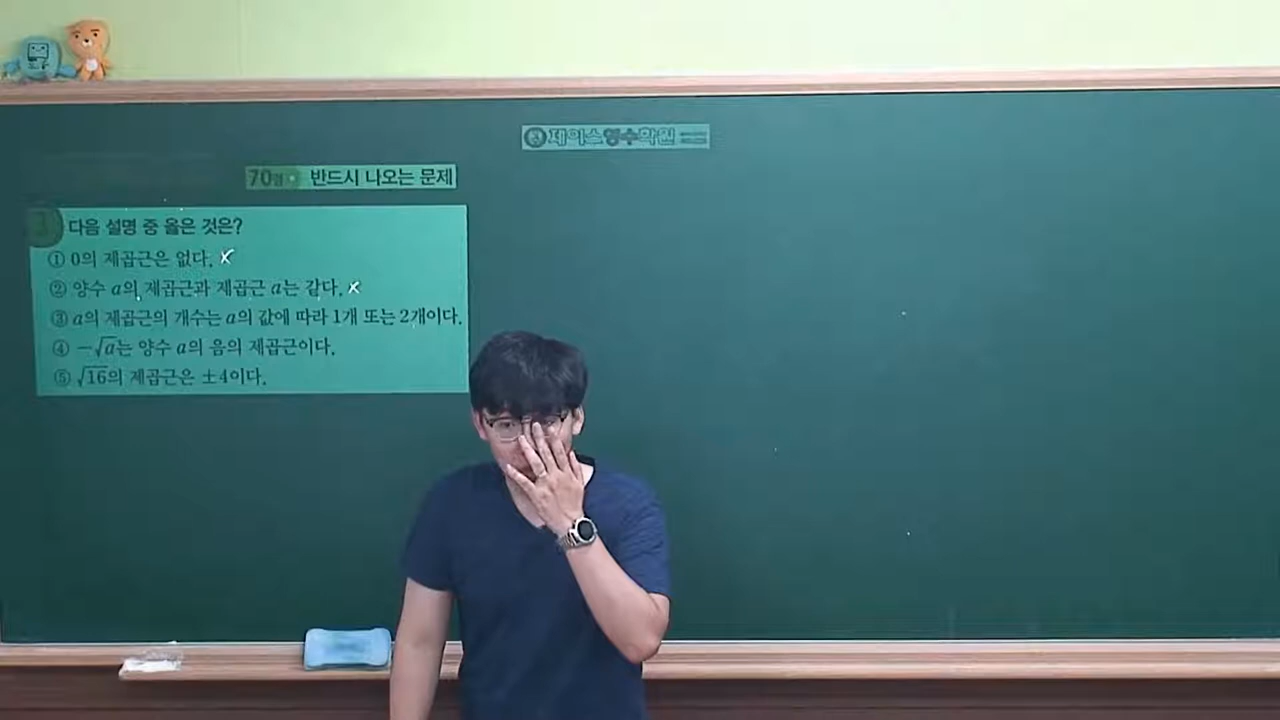 제이스영수학원
70점 반드시 나오는 문제
1 다음 설명 중 옳은 것은?
① 0의 제곱근은 없다. ×
② 양수 a의 제곱근과 제곱근 a는 같다. ×
③ a의 제곱근의 개수는 a의 값에 따라 1개 또는 2개이다.
④ -√a는 양수 a의 음의 제곱근이다.
⑤ √16의 제곱근은 ±4이다.